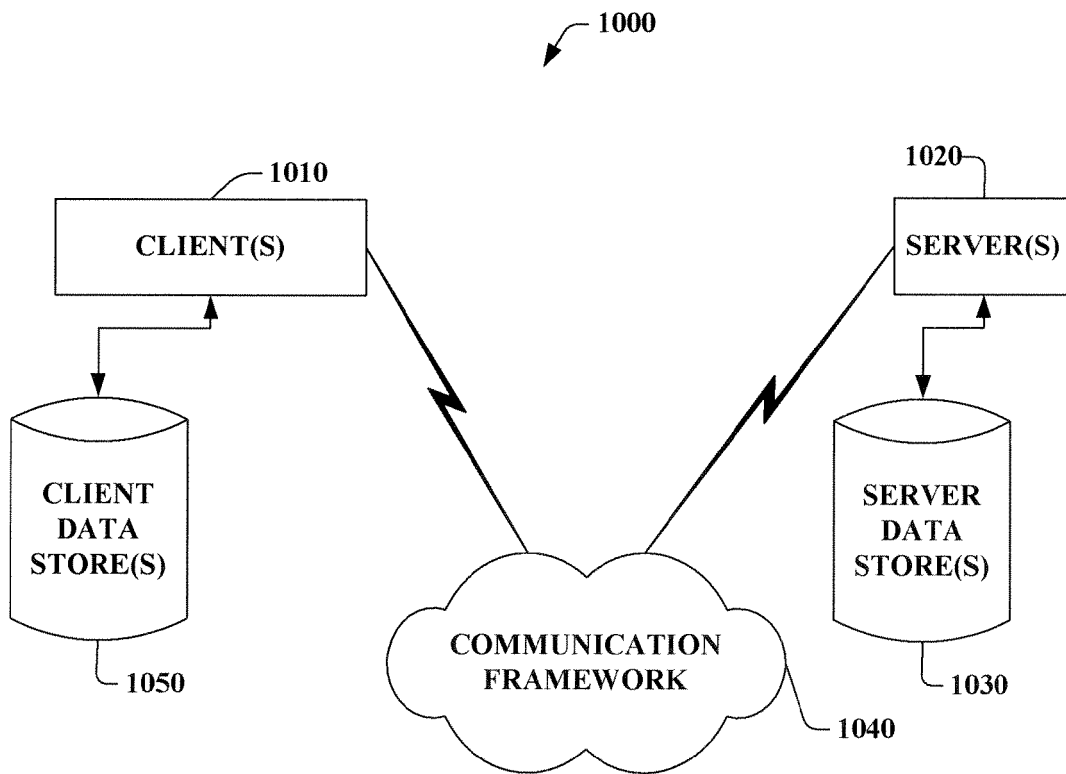 1000
1010
1020
CLIENT(S)
SERVER(S)
CLIENT
DATA
STORE(S)
SERVER
DATA
STORE(S)
COMMUNICATION
FRAMEWORK
1050
1030
1040